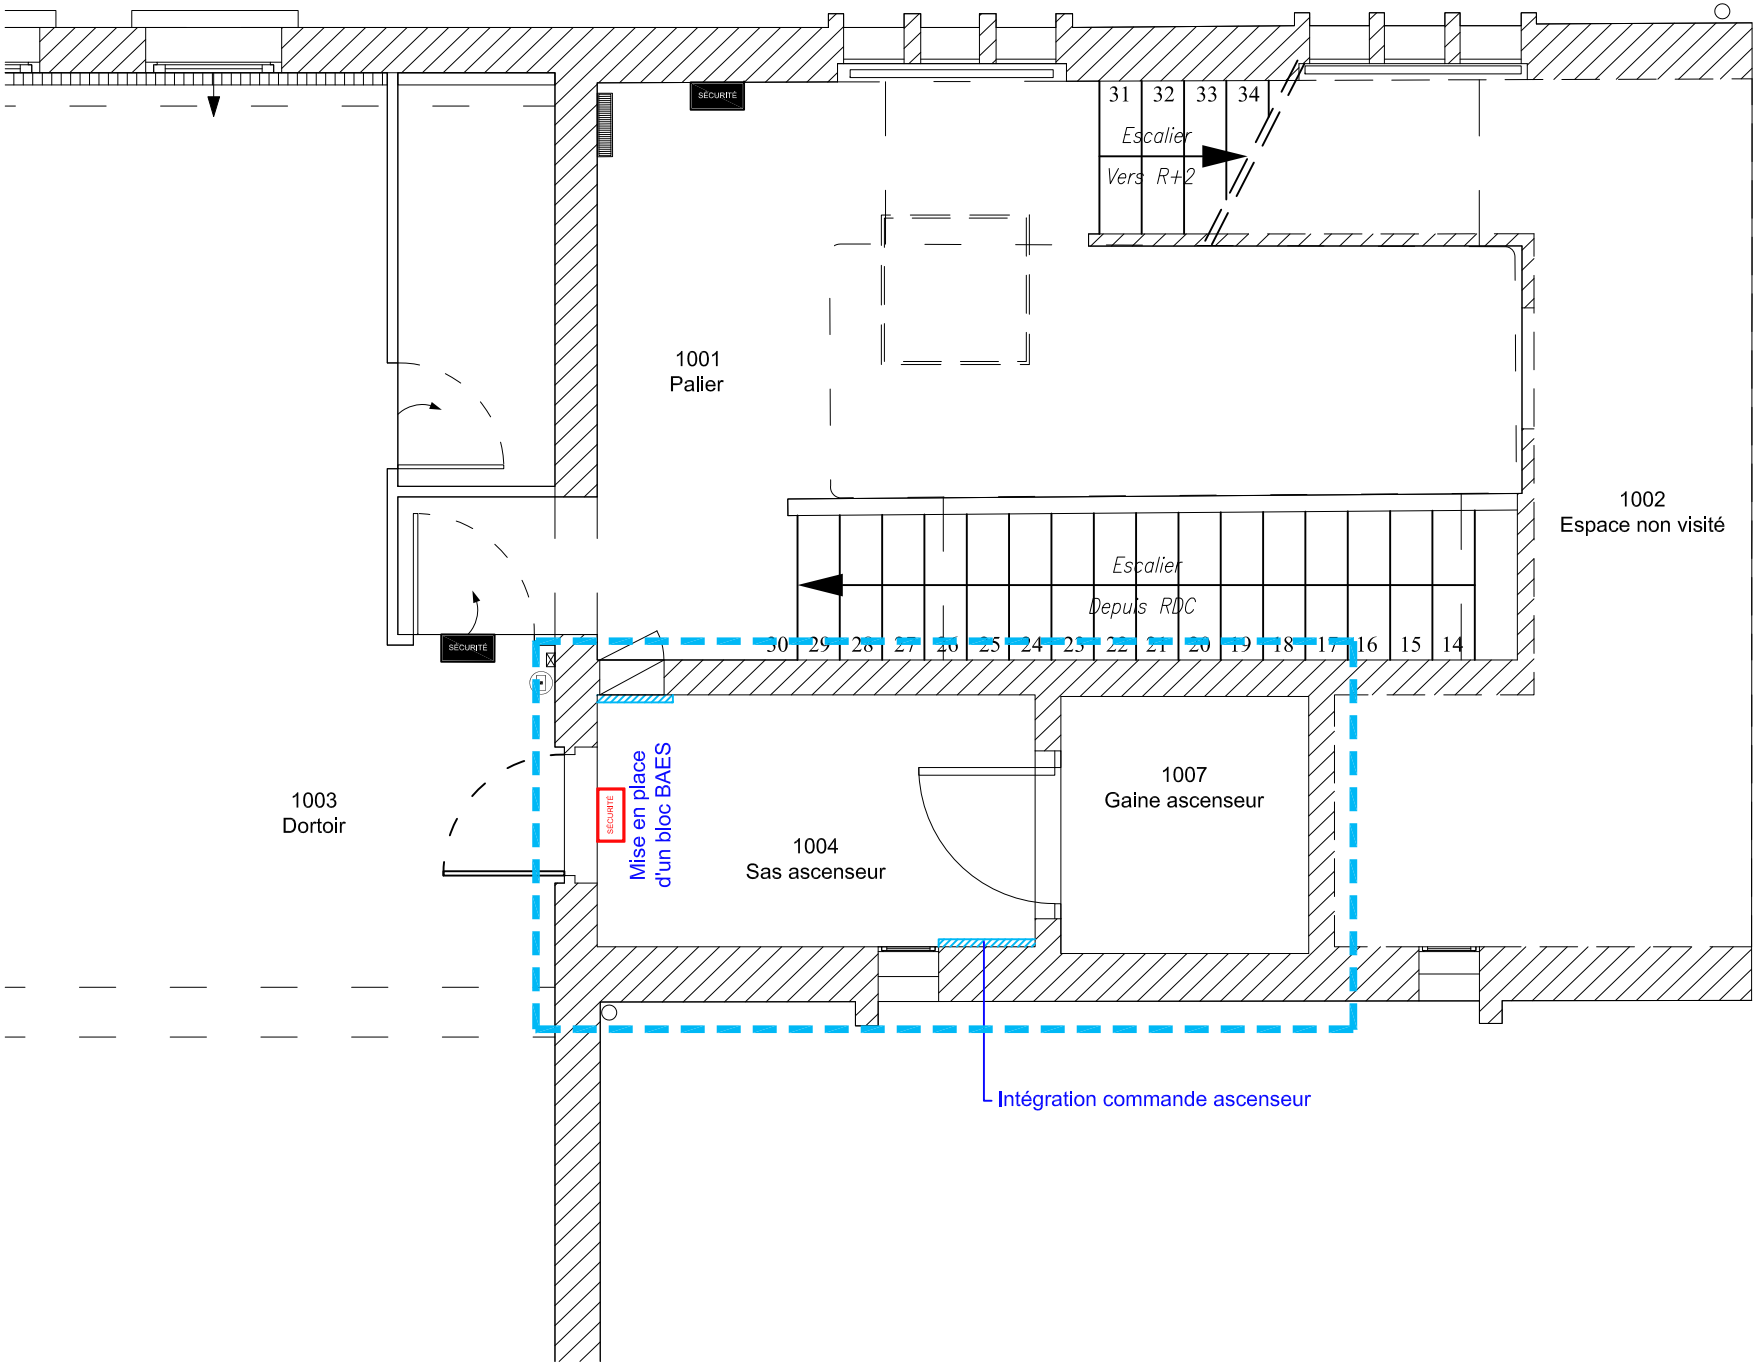 SÉCURITÉ
31 32 33 34
Escalier
Vers R+2
1001
Palier
1002
Espace non visité
Escalier
Depuis RDC
30 29 28 27 26 25 24 23 22 21 20 19 18 17 16 15 14
SÉCURITÉ
1003
Dortoir
SÉCURITÉ
Mise en place
d'un bloc BAES
1004
Sas ascenseur
1007
Gaine ascenseur
Intégration commande ascenseur